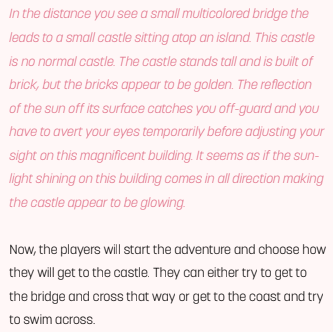 In the distance you see a small multicolored bridge the
leads to a small castle sitting atop an island. This castle
is no normal castle. The castle stands tall and is built of
brick, but the bricks appear to be golden. The reflection
of the sun off its surface catches you off-guard and you
have to avert your eyes temporarily before adjusting your
sight on this magnificent building. It seems as if the sun-
light shining on this building comes in all direction making
the castle appear to be glowing.
Now, the players will start the adventure and choose how
they will get to the castle. They can either try to get to
the bridge and cross that way or get to the coast and try
to swim across.